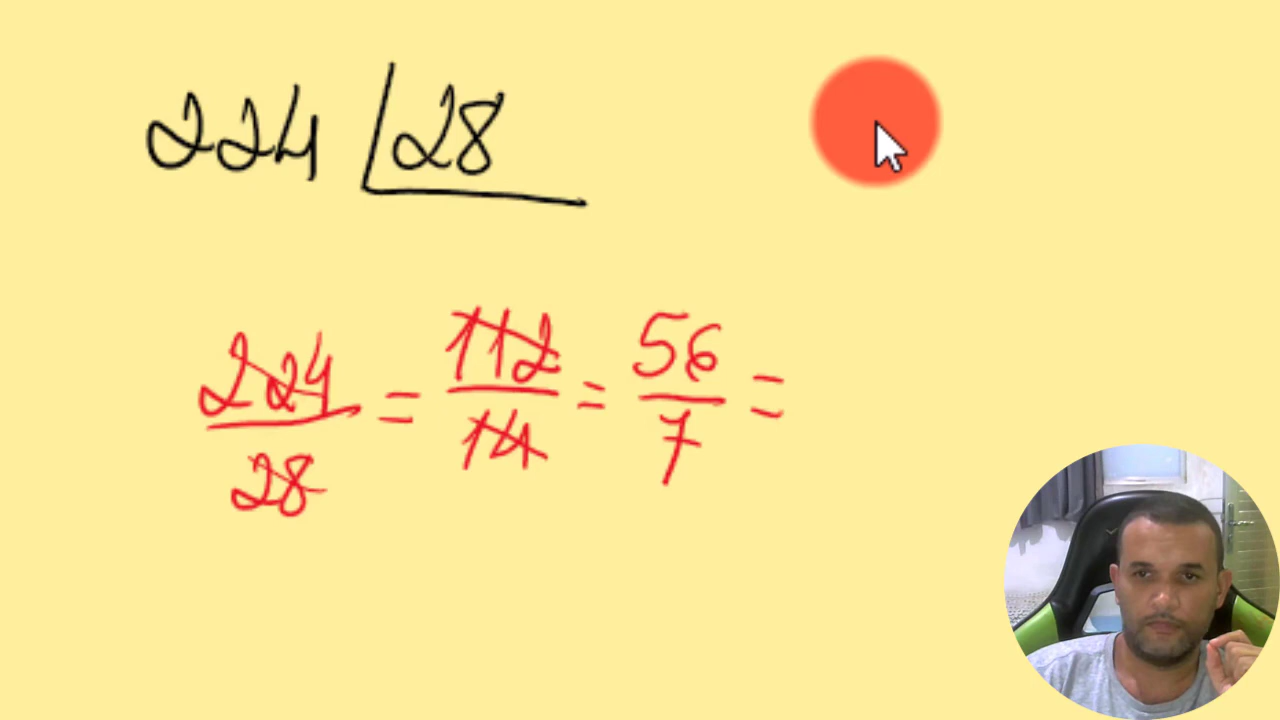 224 |28
224/28 = 112/14 = 56/7 =